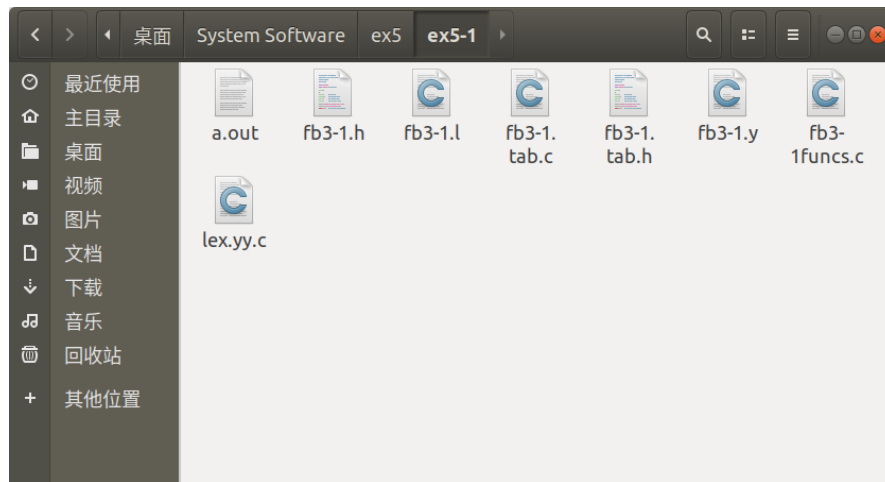 桌面 System Software ex5 ex5-1
最近使用
主目录
桌面
视频
图片
文档
下载
音乐
回收站
其他位置
a.out fb3-1.h fb3-1.l fb3-1. fb3-1. fb3-1.y fb3-
tab.c tab.h 1funcs.c
lex.yy.c